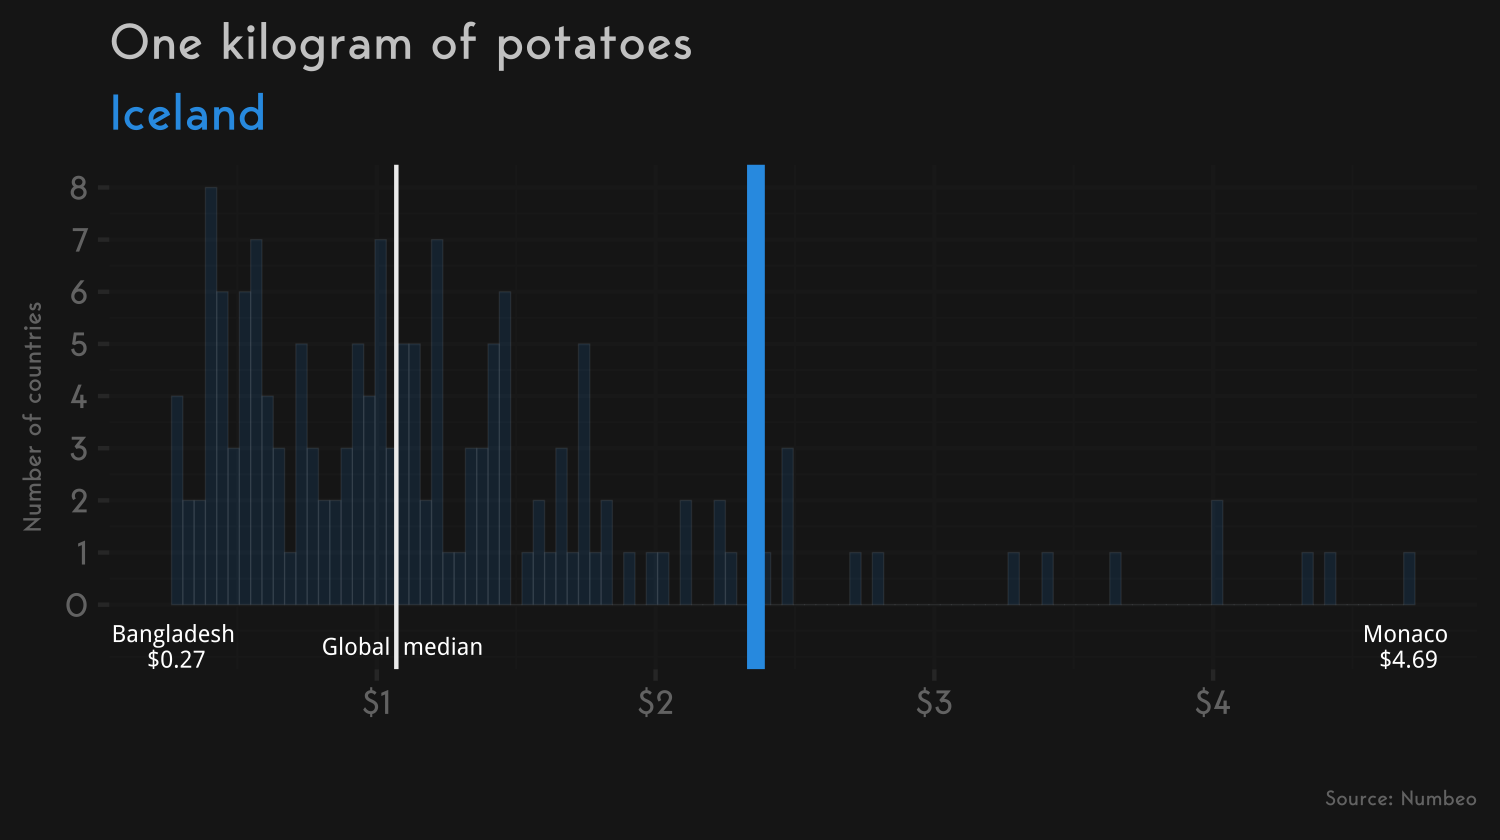 One kilogram of potatoes
Iceland
Number of countries
8
7
6
5
4
3
2
1
0
Bangladesh
$0.27
Global median
Monaco
$4.69
$1 $2 $3 $4
Source: Numbeo